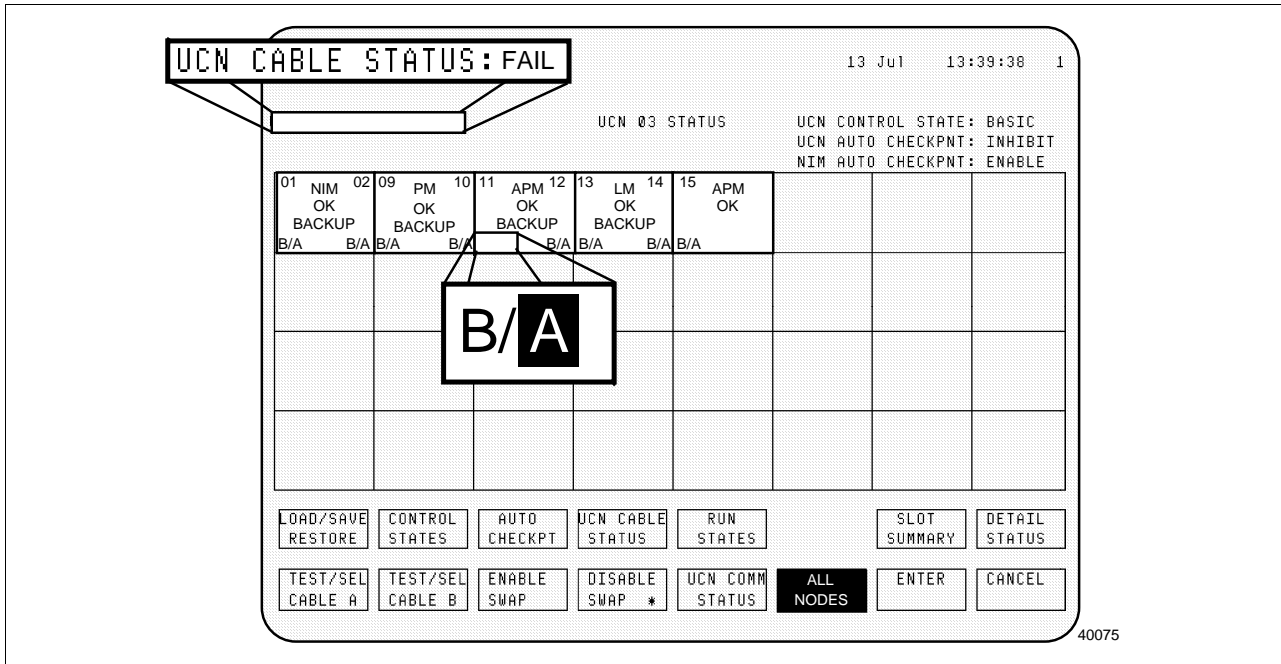 UCN CABLE STATUS: FAIL
13 Jul 13:39:38 1
UCN 03 STATUS
UCN CONTROL STATE: BASIC
UCN AUTO CHECKPNT: INHIBIT
NIM AUTO CHECKPNT: ENABLE
01 NIM 02
OK
BACKUP
B/A B/A
09 PM 10
OK
BACKUP
B/A B/A
11 APM 12
OK
BACKUP
B/A
13 LM 14
OK
BACKUP
B/A B/A
15 APM
OK
B/A
B/A
LOAD/SAVE
RESTORE
CONTROL
STATES
AUTO
CHECKPT
UCN CABLE
STATUS
RUN
STATES
SLOT
SUMMARY
DETAIL
STATUS
TEST/SEL
CABLE A
TEST/SEL
CABLE B
ENABLE
SWAP
DISABLE
SWAP *
UCN COMM
STATUS
ALL
NODES
ENTER
CANCEL
40075